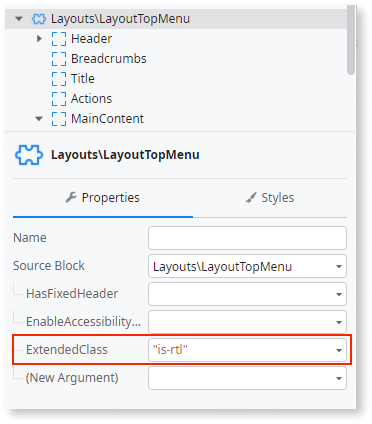 Layouts\LayoutTopMenu
Header
Breadcrumbs
Title
Actions
MainContent
Layouts\LayoutTopMenu
Properties
Styles
Name
Source Block Layouts\LayoutTopMenu
HasFixedHeader
EnableAccessibility...
ExtendedClass "is-rtl"
(New Argument)